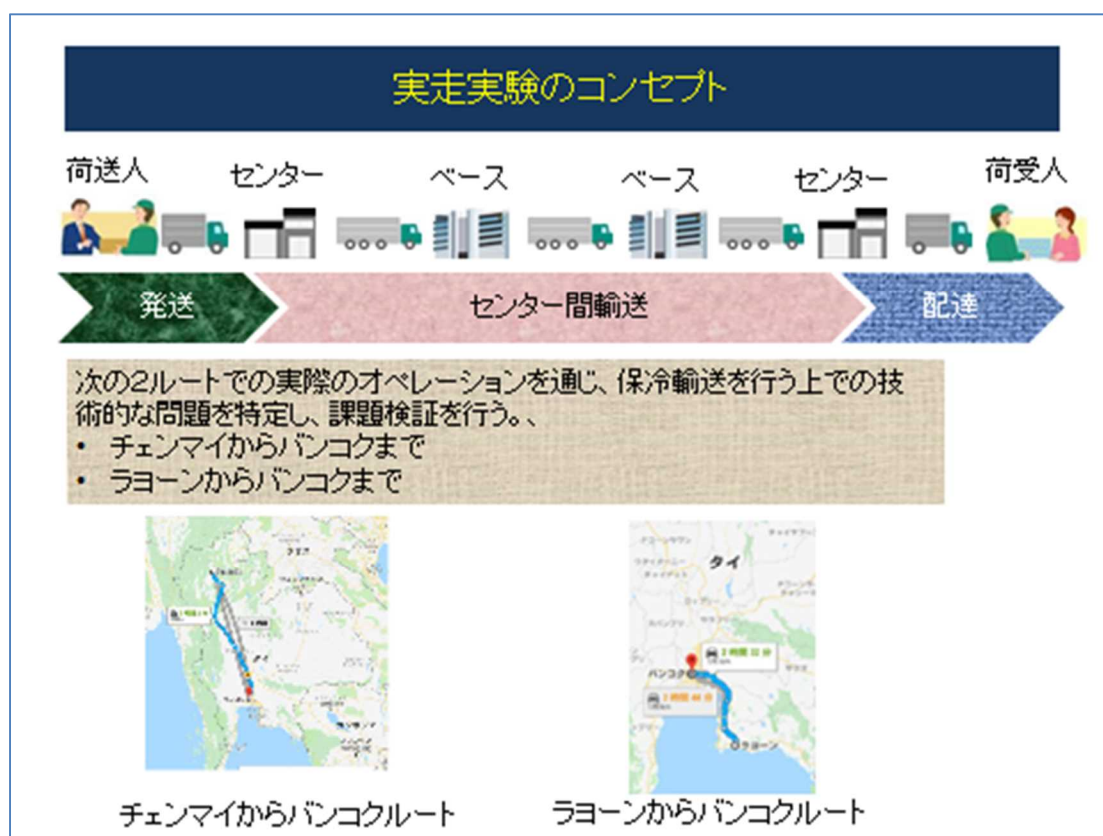 実走実験のコンセプト
荷送人 センター ベース ベース センター 荷受人
発送 センター間輸送 配達
次の2ルートでの実際のオペレーションを通じ、保冷輸送を行う上での技
術的な問題を特定し、課題検証を行う。、
• チェンマイからバンコクまで
• ラヨーンからバンコクまで
タイ
タイ
バンコク
ラヨーン
チェンマイからバンコクルート ラヨーンからバンコクルート